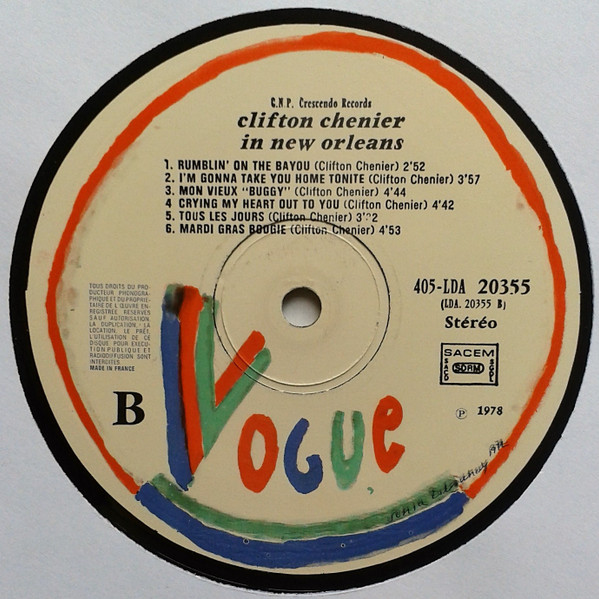 G.N.P. Crescendo Records
clifton chenier
in new orleans
1. RUMBLIN' ON THE BAYOU (Clifton Chenier) 2'52
2. I'M GONNA TAKE YOU HOME TONITE (Clifton Chenier) 3'57
3. MON VIEUX "BUGGY" (Clifton Chenier) 4'44
4 CRYING MY HEART OUT TO YOU (Clifton Chenier) 4'42
5. TOUS LES JOURS (Clifton Chenier)
6. MARDI GRAS BOOGIE (Clifton Chenier) 4'53
405-LDA 20355
(LDA. 20355 B)
Stéréo
TOUS DROITS DU PRO-
DUCTEUR PHONOGRA-
PHIQUE ET DU PROPRIE-
TAIRE DE L'ŒUVRE EN-
REGISTREE RESERVES
SAUF AUTORISATION.
LA DUPLICATION, LA
LOCATION, LE PRÊT,
L'UTILISATION DE CE
DISQUE POUR EXECU-
TION PUBLIQUE ET
RADIODIFFUSION SONT
INTERDITES.
MADE IN FRANCE
SACEM
SACD SDRM SGDL
B
℗ 1978
VOGUE